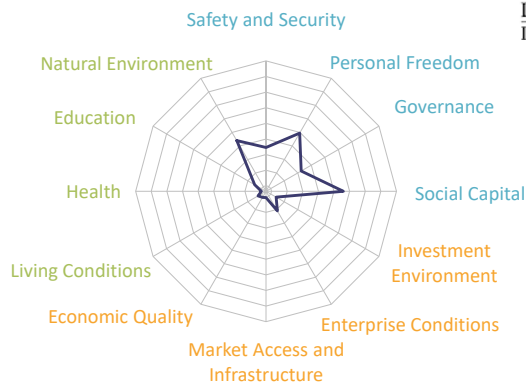 Safety and Security
Natural Environment
Personal Freedom
Education
Governance
Health
Social Capital
Investment
Environment
Living Conditions
Economic Quality
Enterprise Conditions
Market Access and
Infrastructure